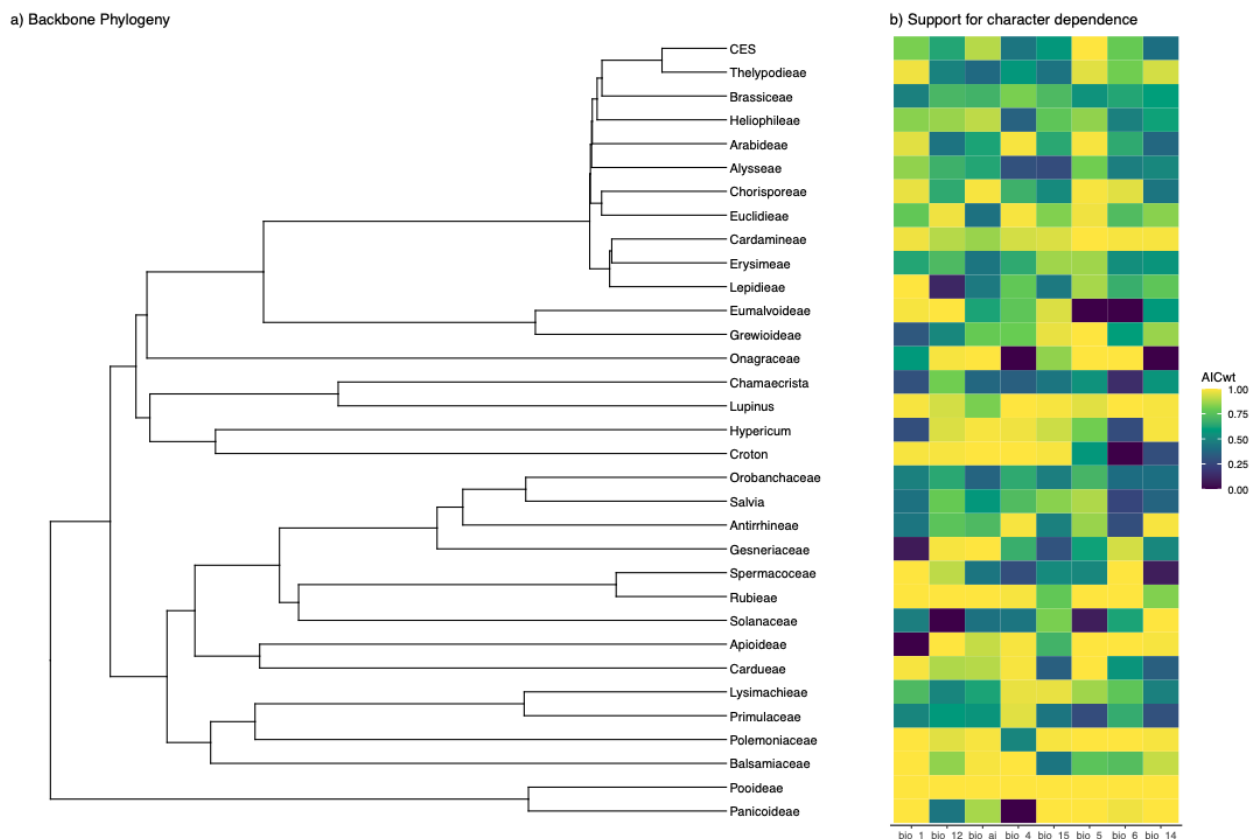 a) Backbone Phylogeny
b) Support for character dependence
CES
Thelypodieae
Brassiceae
Heliophileae
Arabideae
Alysseae
Chorisporeae
Euclidieae
Cardamineae
Erysimeae
Lepidieae
Eumalvoideae
Grewioideae
Onagraceae
Chamaecrista
Lupinus
Hypericum
Croton
Orobanchaceae
Salvia
Antirrhineae
Gesneriaceae
Spermacoceae
Rubieae
Solanaceae
Apioideae
Cardueae
Lysimachieae
Primulaceae
Polemoniaceae
Balsamiaceae
Pooideae
Panicoideae
AICwt
1.00
0.75
0.50
0.25
0.00
bio_1 bio_12 bio_ai bio_4 bio_15 bio_5 bio_6 bio_14